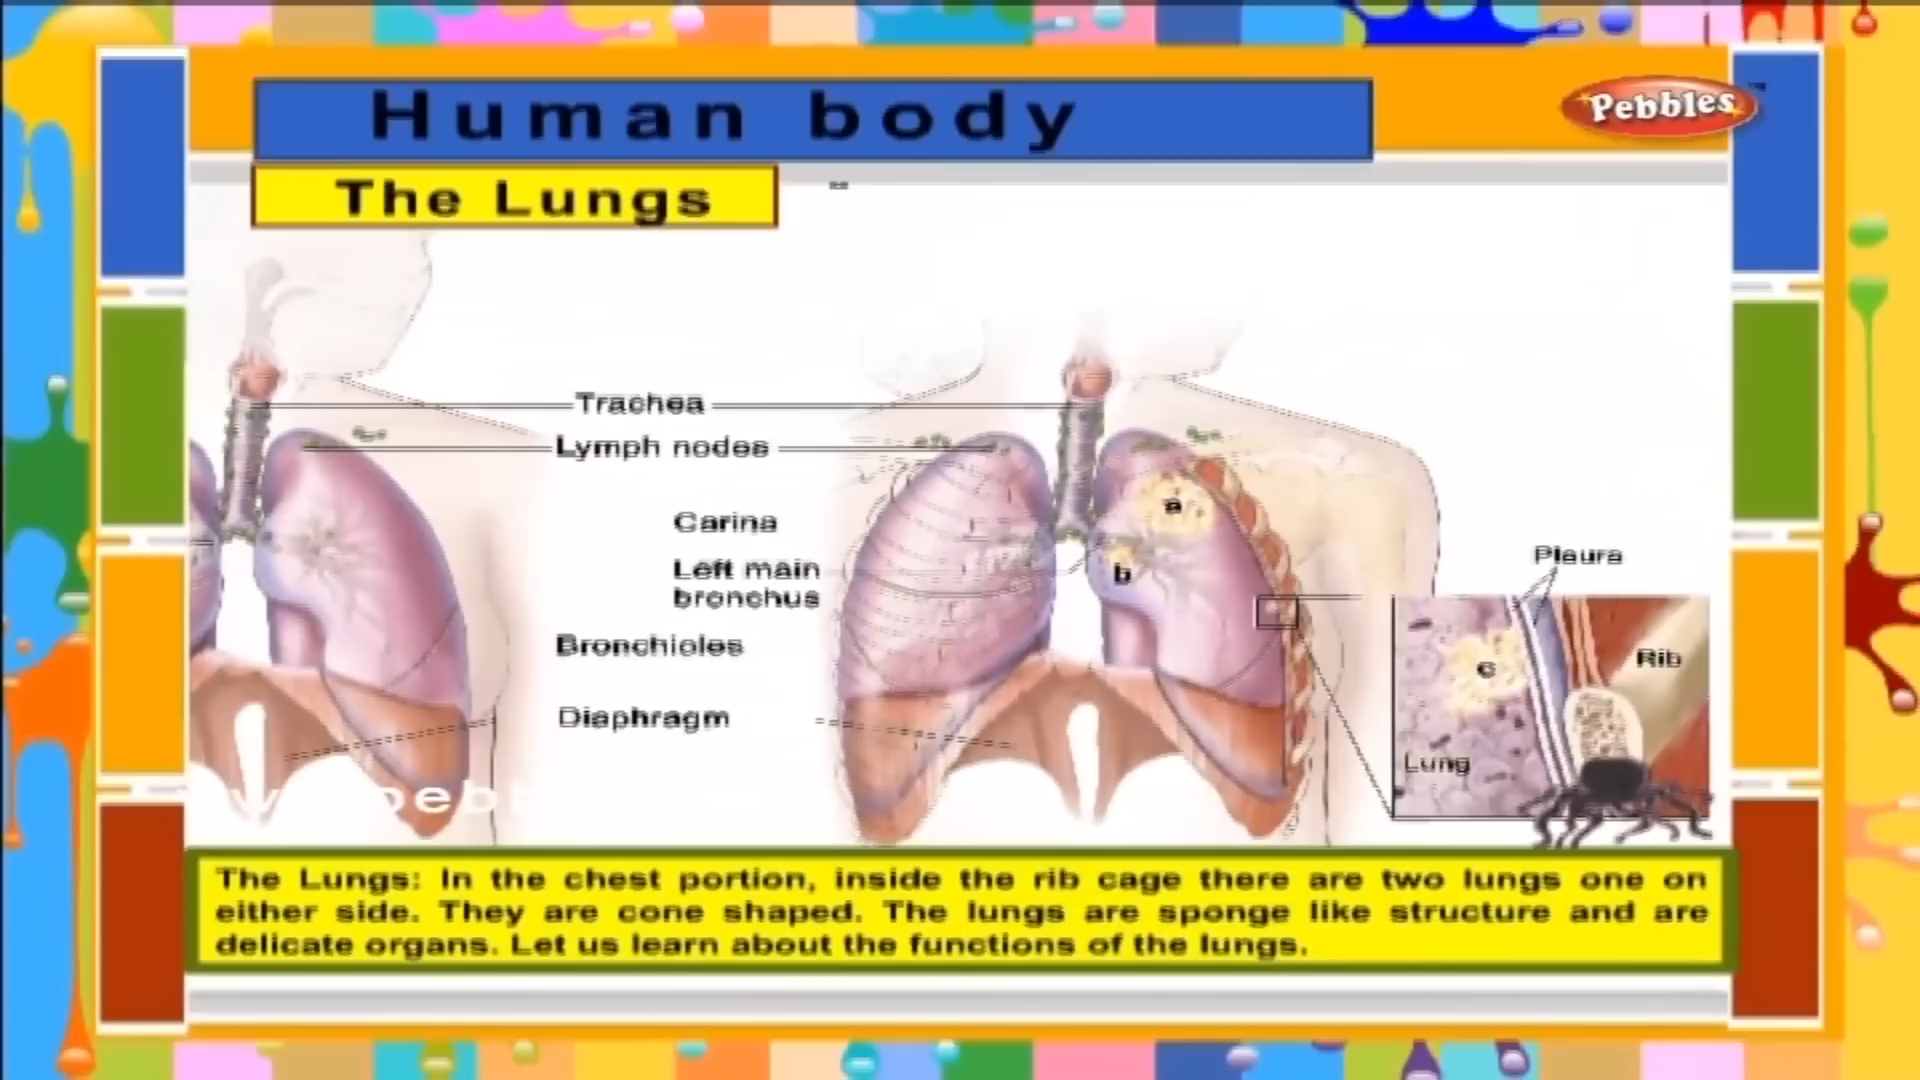 Human body
Pebbles
The Lungs
Trachea
Lymph nodes
a
Carina
Left main
bronchus
b
Pleura
Bronchioles
Rib
c
Diaphragm
Lung
The Lungs: In the chest portion, inside the rib cage there are two lungs one on
either side. They are cone shaped. The lungs are sponge like structure and are
delicate organs. Let us learn about the functions of the lungs.